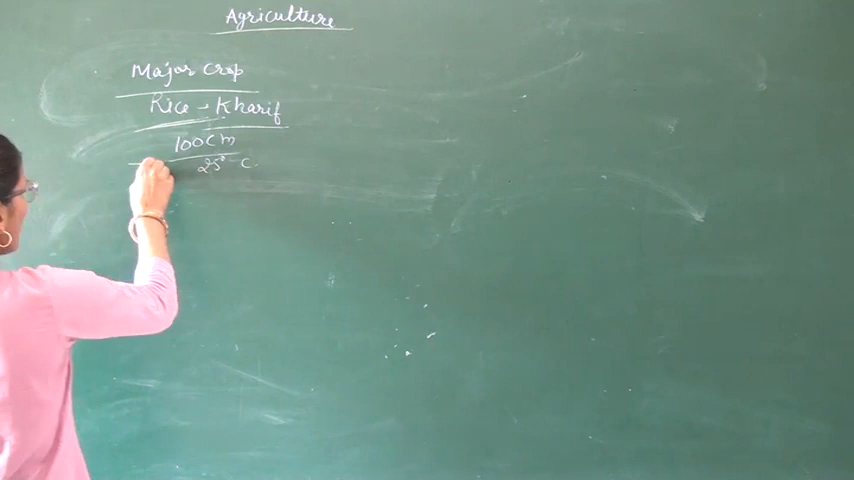 Agriculture
Major Crop
Rice - Kharif
100cm
25° - C